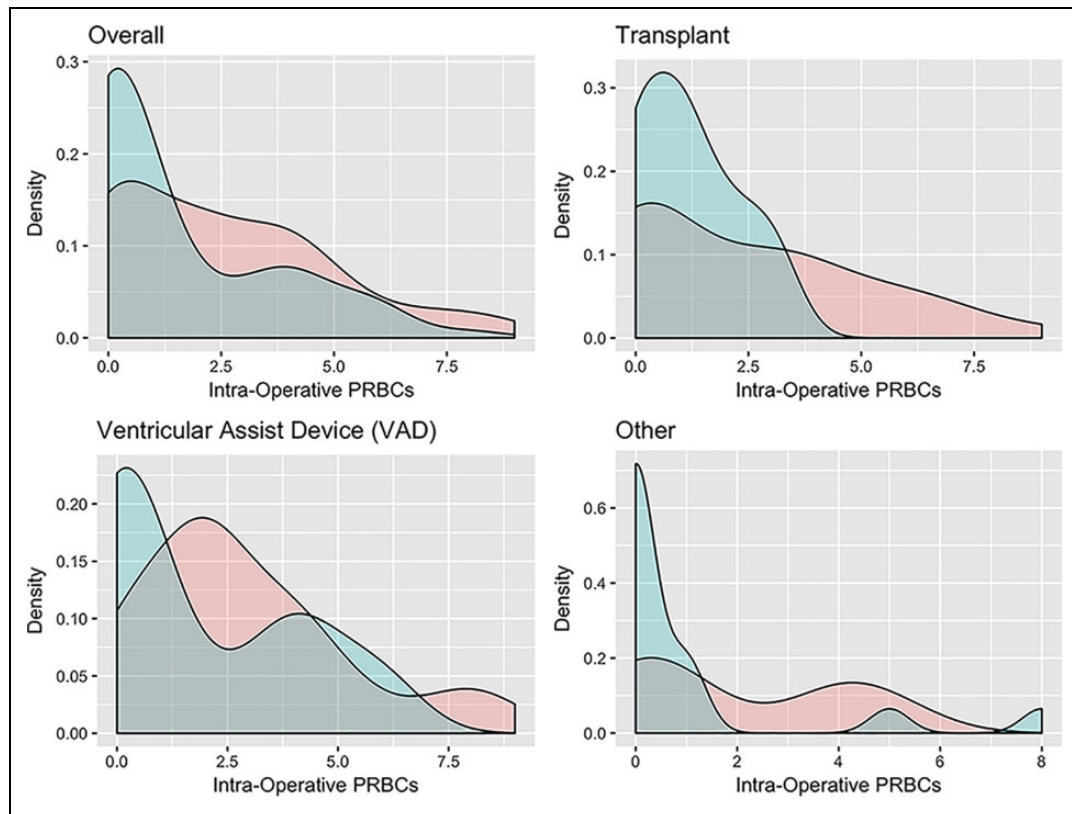 Overall
0.3
0.2
0.1
0.0
Density
0.0 2.5 5.0 7.5
Intra-Operative PRBCs
Transplant
0.3
0.2
0.1
0.0
Density
0.0 2.5 5.0 7.5
Intra-Operative PRBCs
Ventricular Assist Device (VAD)
0.20
0.15
0.10
0.05
0.00
Density
0.0 2.5 5.0 7.5
Intra-Operative PRBCs
Other
0.6
0.4
0.2
0.0
Density
0 2 4 6 8
Intra-Operative PRBCs